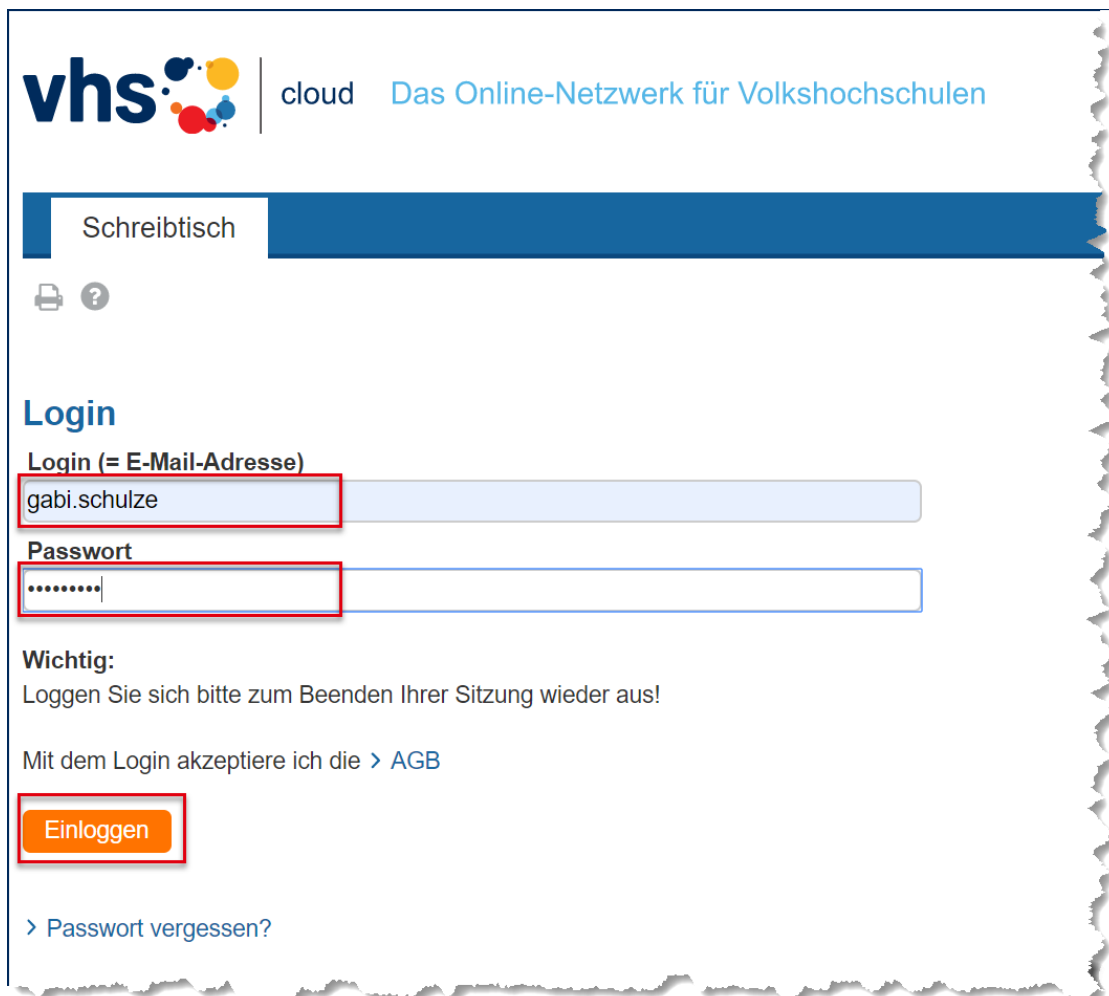 vhs cloud Das Online-Netzwerk für Volkshochschulen
Schreibtisch
Login
Login (= E-Mail-Adresse)
gabi.schulze
Passwort
•••••••••
Wichtig:
Loggen Sie sich bitte zum Beenden Ihrer Sitzung wieder aus!
Mit dem Login akzeptiere ich die > AGB
Einloggen
> Passwort vergessen?